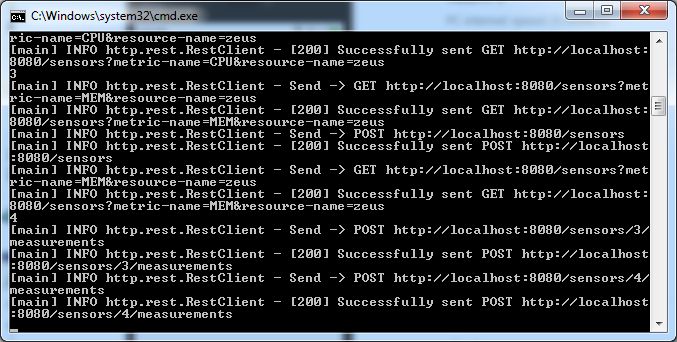 C:\Windows\system32\cmd.exe
ric-name=CPU&resource-name=zeus
[main] INFO http.rest.RestClient - [200] Successfully sent GET http://localhost:
8080/sensors?metric-name=CPU&resource-name=zeus
3
[main] INFO http.rest.RestClient - Send -> GET http://localhost:8080/sensors?met
ric-name=MEM&resource-name=zeus
[main] INFO http.rest.RestClient - [200] Successfully sent GET http://localhost:
8080/sensors?metric-name=MEM&resource-name=zeus
[main] INFO http.rest.RestClient - Send -> POST http://localhost:8080/sensors
[main] INFO http.rest.RestClient - [200] Successfully sent POST http://localhost
:8080/sensors
[main] INFO http.rest.RestClient - Send -> GET http://localhost:8080/sensors?met
ric-name=MEM&resource-name=zeus
[main] INFO http.rest.RestClient - [200] Successfully sent GET http://localhost:
8080/sensors?metric-name=MEM&resource-name=zeus
4
[main] INFO http.rest.RestClient - Send -> POST http://localhost:8080/sensors/3/
measurements
[main] INFO http.rest.RestClient - [200] Successfully sent POST http://localhost
:8080/sensors/3/measurements
[main] INFO http.rest.RestClient - Send -> POST http://localhost:8080/sensors/4/
measurements
[main] INFO http.rest.RestClient - [200] Successfully sent POST http://localhost
:8080/sensors/4/measurements